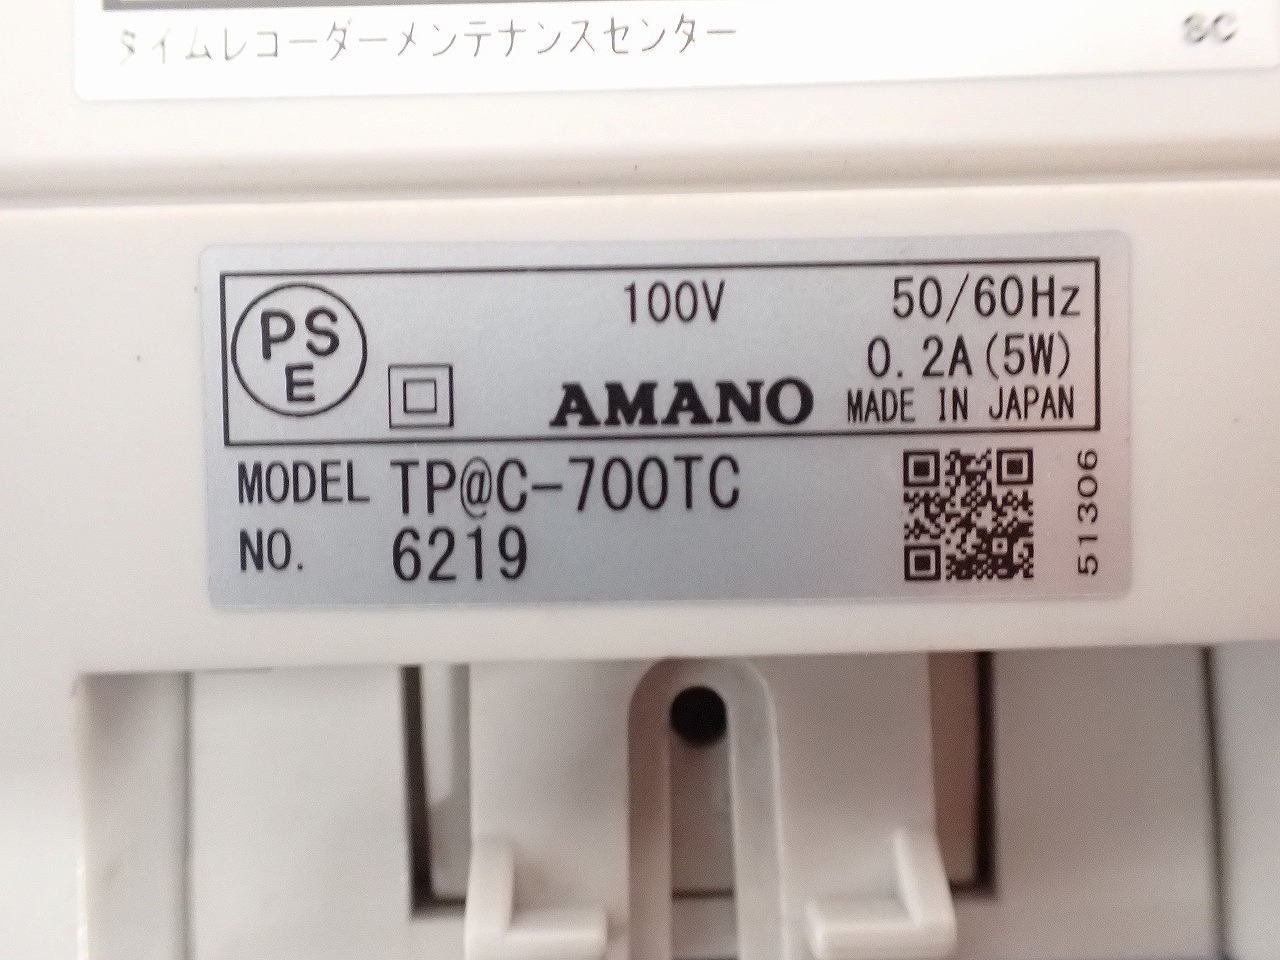 タイムレコーダーメンテナンスセンター
8C
PS
E
100V
50/60Hz
0.2A(5W)
AMANO
MADE IN JAPAN
MODEL TP@C-700TC
NO. 6219
51306